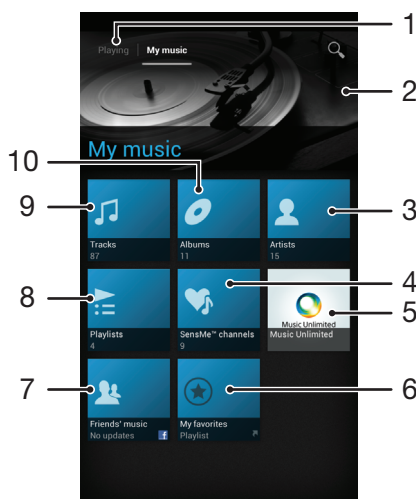 1
Playing My music
2
My music
10
9
3
Tracks Albums Artists
87 11 15
8
4
5
Music Unlimited
Playlists SensMe™ channels Music Unlimited
4 9
7
6
Friends' music My favorites
No updates f Playlist